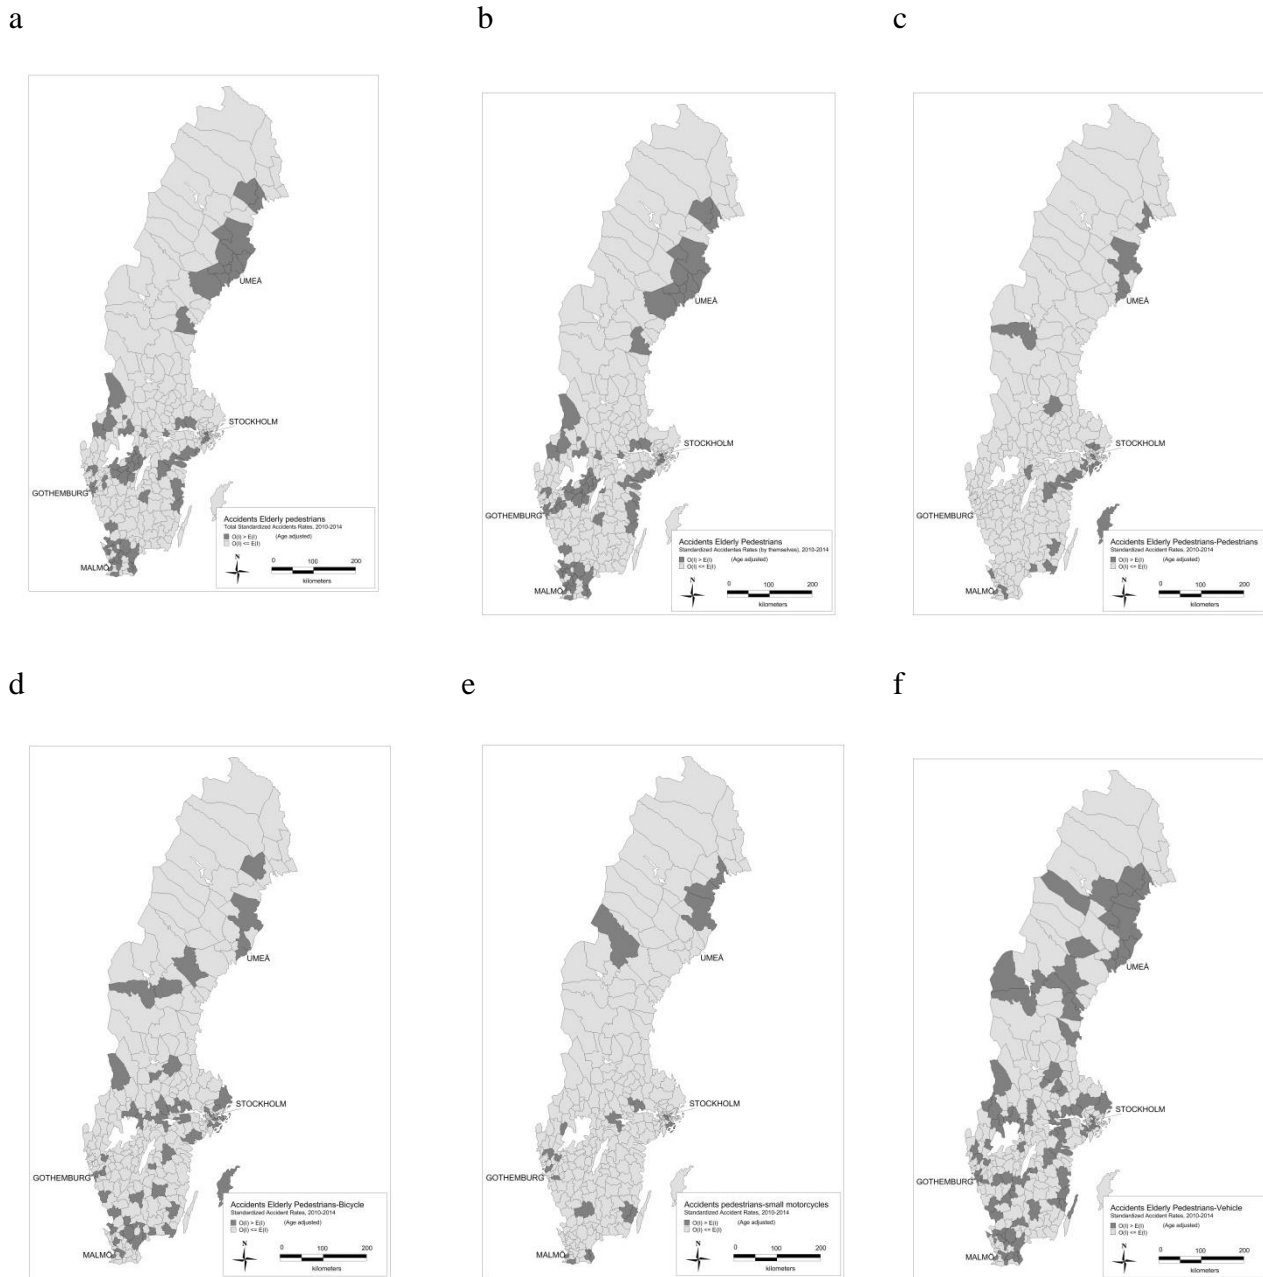 a
b
c
UMEÅ
STOCKHOLM
GOTHEMBURG
MALMO
Accidents Elderly pedestrians
Total Standardized Accidents Rates, 2010-2014
O(I) > E(I) (Age adjusted)
O(I) <= E(I)
N
0 100 200
kilometers
UMEÅ
STOCKHOLM
GOTHEMBURG
MALMO
Accidents Elderly Pedestrians
Standardized Accidentes Rates (by themselves), 2010-2014
O(I) > E(I) (Age adjusted)
O(I) <= E(I)
N
0 100 200
kilometers
UMEÅ
STOCKHOLM
GOTHEMBURG
MALMO
Accidents Elderly Pedestrians-Pedestrians
Standardized Accident Rates, 2010-2014
O(I) > E(I) (Age adjusted)
O(I) <= E(I)
N
0 100 200
kilometers
d
e
f
UMEÅ
STOCKHOLM
GOTHEMBURG
MALMO
Accidents Elderly Pedestrians-Bicycle
Standardized Accident Rates, 2010-2014
O(I) > E(I) (Age adjusted)
O(I) <= E(I)
N
0 100 200
kilometers
UMEÅ
STOCKHOLM
GOTHEMBURG
MALMO
Accidents pedestrians-small motorcycles
Standardized Accident Rates, 2010-2014
O(I) > E(I) (Age adjusted)
O(I) <= E(I)
N
0 100 200
kilometers
UMEÅ
STOCKHOLM
GOTHEMBURG
MALMO
Accidents Elderly Pedestrians-Vehicle
Standardized Accident Rates, 2010-2014
O(I) > E(I) (Age adjusted)
O(I) <= E(I)
N
0 100 200
kilometers